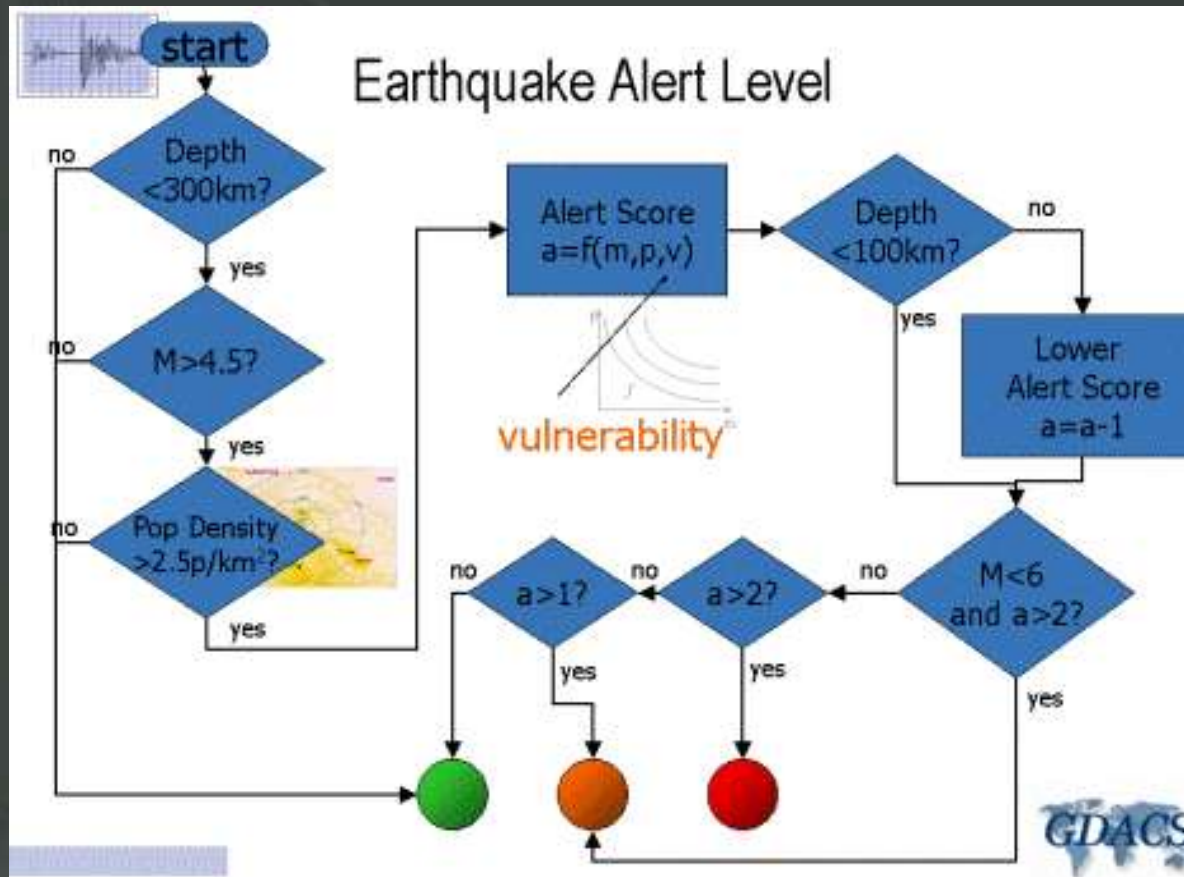 start
Earthquake Alert Level
Depth
<300km?
no
yes
M>4.5?
no
yes
Pop Density
>2.5p/km²?
no
yes
Alert Score
a=f(m,p,v)
vulnerability
Depth
<100km?
no
yes
Lower
Alert Score
a=a-1
M<6
and a>2?
no
yes
a>2?
no
yes
a>1?
no
yes
GDACS